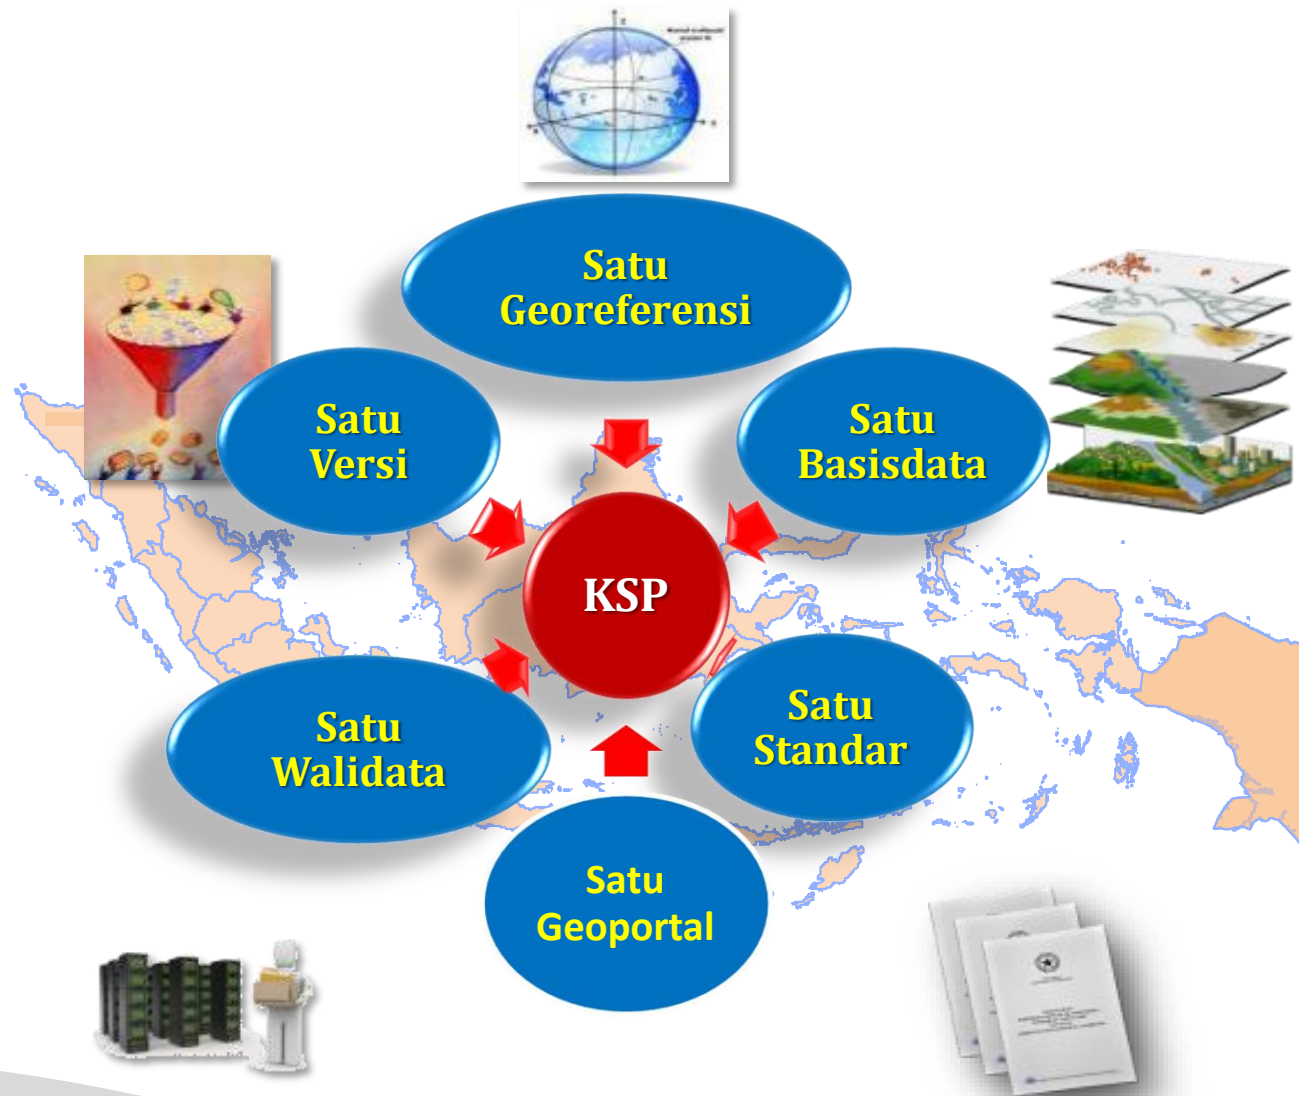 Satu
Georeferensi
Satu
Versi
Satu
Basisdata
KSP
Satu
Walidata
Satu
Standar
Satu
Geoportal